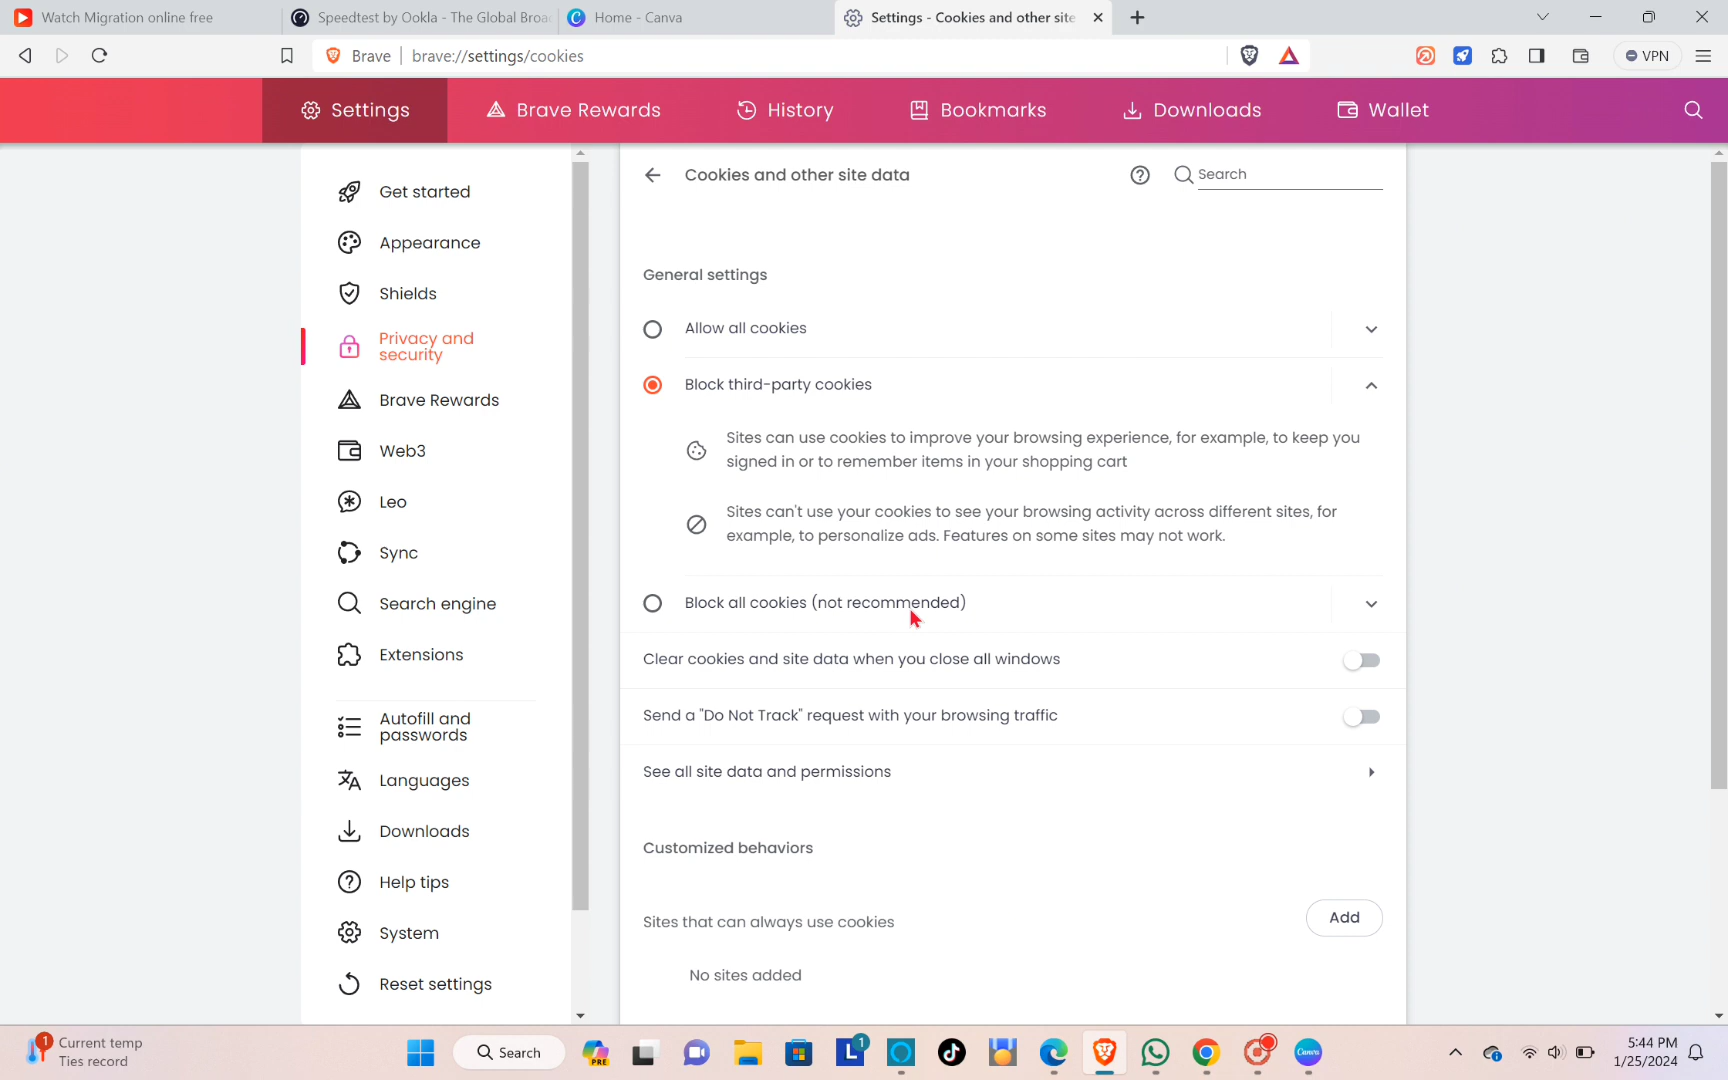 Watch Migration online free
Speedtest by Ookla - The Global Broa
Home - Canva
Settings - Cookies and other site
Brave
brave://settings/cookies
VPN
Settings
Brave Rewards
History
Bookmarks
Downloads
Wallet
Get started
Appearance
Shields
Privacy and
security
Brave Rewards
Web3
Leo
Sync
Search engine
Extensions
Autofill and
passwords
Languages
Downloads
Help tips
System
Reset settings
Cookies and other site data
Search
General settings
Allow all cookies
Block third-party cookies
Sites can use cookies to improve your browsing experience, for example, to keep you
signed in or to remember items in your shopping cart
Sites can't use your cookies to see your browsing activity across different sites, for
example, to personalize ads. Features on some sites may not work.
Block all cookies (not recommended)
Clear cookies and site data when you close all windows
Send a "Do Not Track" request with your browsing traffic
See all site data and permissions
Customized behaviors
Sites that can always use cookies
Add
No sites added
1
Current temp
Ties record
Search
PRE
L
1
Canva
5:44 PM
1/25/2024